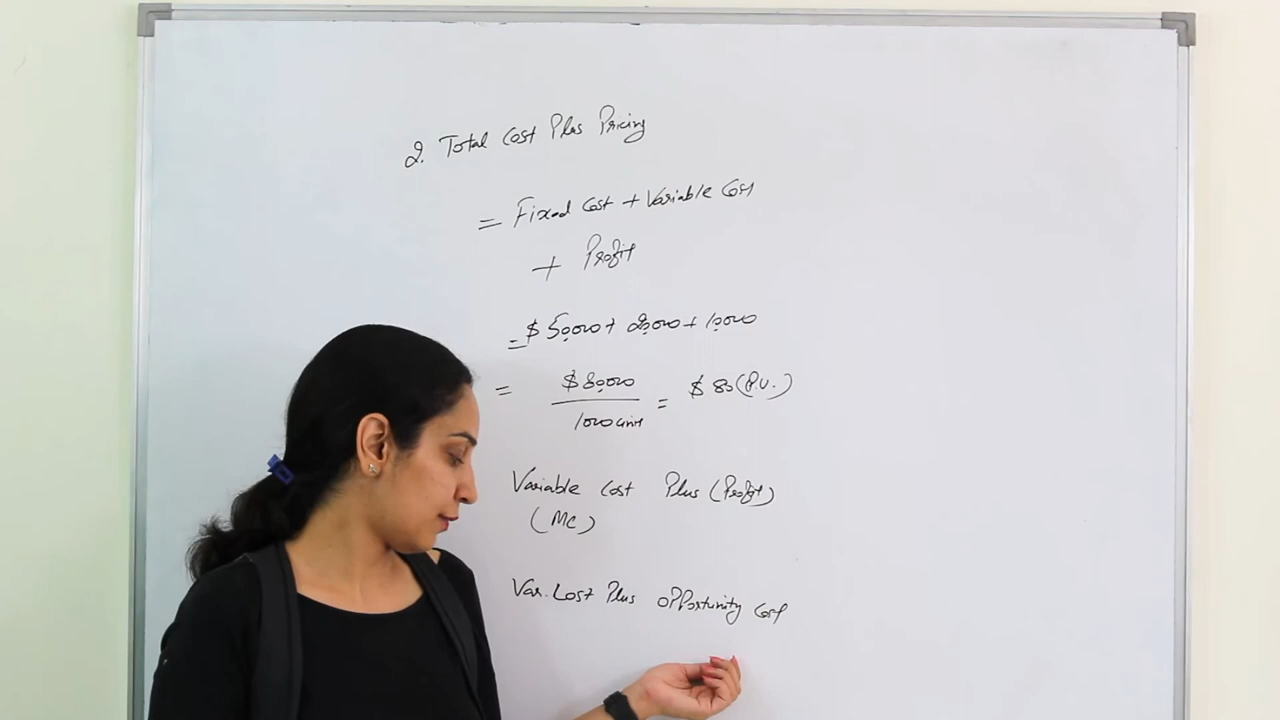 2. Total Cost Plus Pricing
= Fixed Cost + Variable Cost
+ Profit
= $ 50,000 + 20,000 + 10,000
= $ 80,000 / 1000 unit = $ 80 (P.U.)
Variable Cost Plus (Profit)
(MC)
Var. Cost Plus opportunity cost